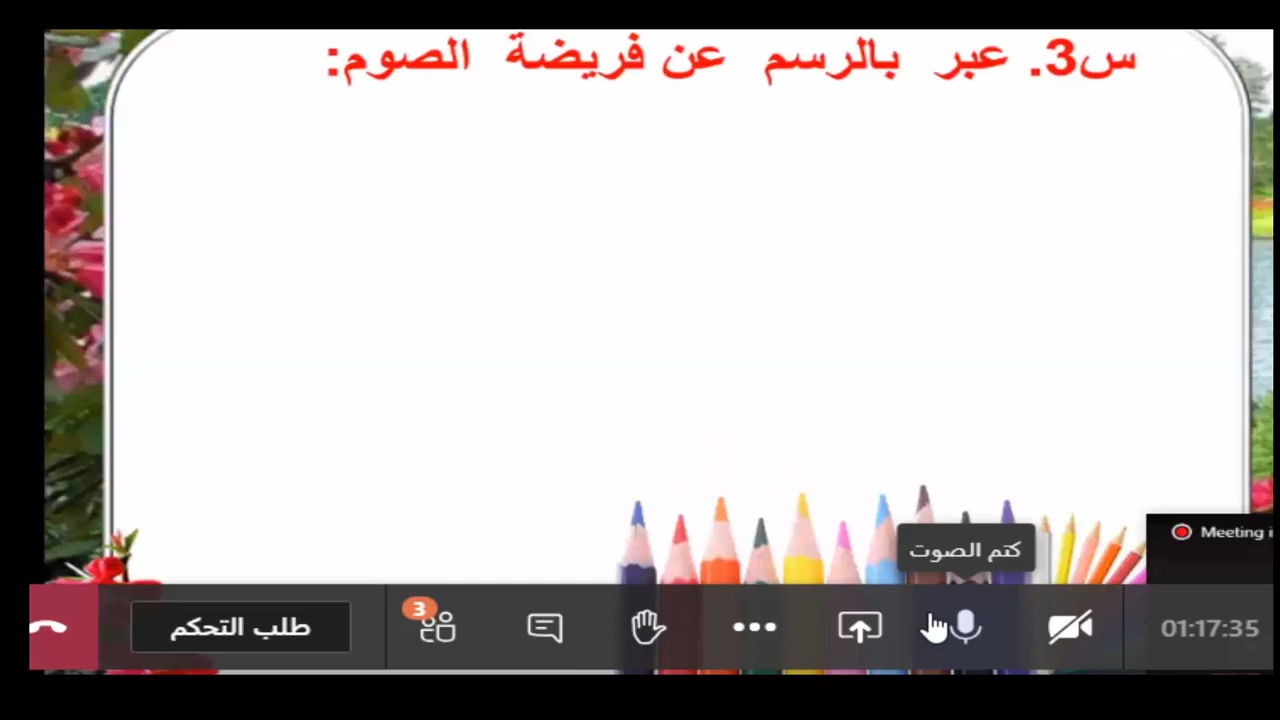 س3. عبر بالرسم عن فريضة الصوم:
كتم الصوت
Meeting i
طلب التحكم
3
01:17:35